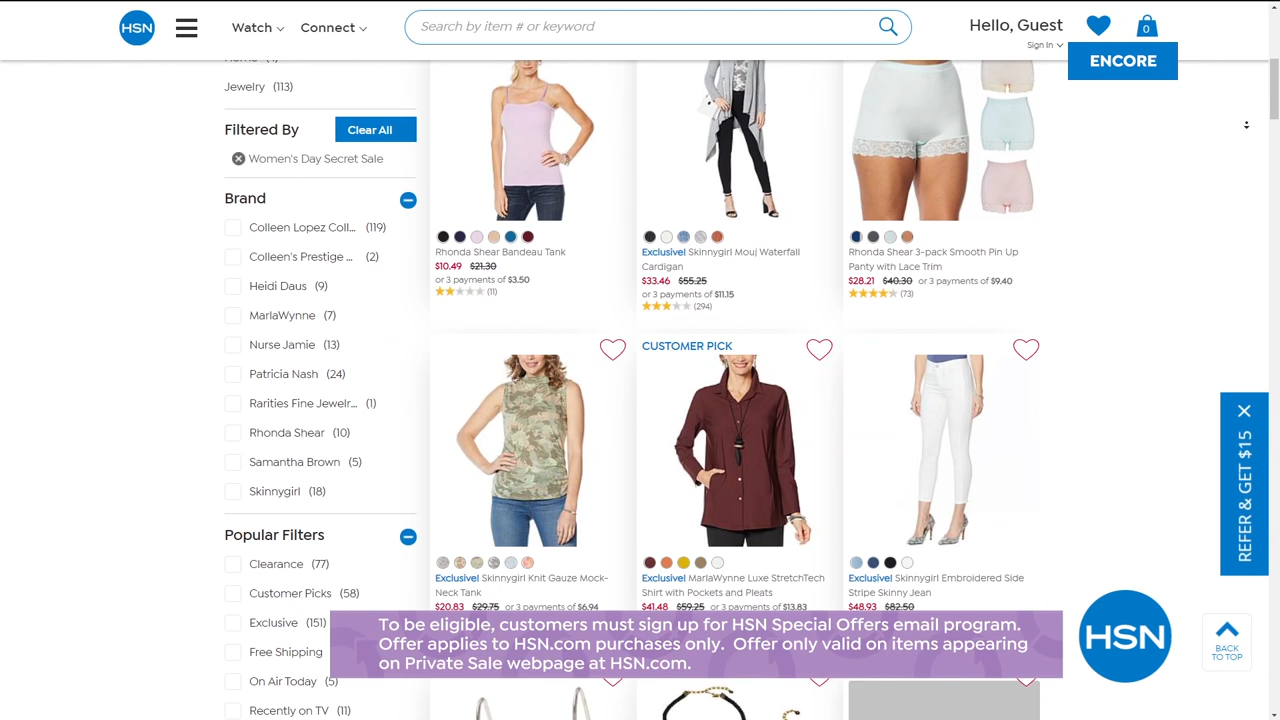 HSN
Watch
Connect
Search by item # or keyword
Hello, Guest
Sign In
0
ENCORE
Jewelry (113)
Filtered By
Clear All
Women's Day Secret Sale
Brand
Colleen Lopez Coll... (119)
Colleen's Prestige ... (2)
Heidi Daus (9)
MarlaWynne (7)
Nurse Jamie (13)
Patricia Nash (24)
Rarities Fine Jewelr... (1)
Rhonda Shear (10)
Samantha Brown (5)
Skinnygirl (18)
Popular Filters
Clearance (77)
Customer Picks (58)
Exclusive (151)
Free Shipping
On Air Today (5)
Recently on TV (11)
Rhonda Shear Bandeau Tank
$10.49 $21.30
or 3 payments of $3.50
(11)
Exclusive! Skinnygirl Mouj Waterfall
Cardigan
$33.46 $55.25
or 3 payments of $11.15
(294)
Rhonda Shear 3-pack Smooth Pin Up
Panty with Lace Trim
$28.21 $40.30 or 3 payments of $9.40
(73)
Exclusive! Skinnygirl Knit Gauze Mock-
Neck Tank
$20.83 $29.75 or 3 payments of $6.94
CUSTOMER PICK
Exclusive! MarlaWynne Luxe StretchTech
Shirt with Pockets and Pleats
$41.48 $59.25 or 3 payments of $13.83
Exclusive! Skinnygirl Embroidered Side
Stripe Skinny Jean
$48.93 $82.50
REFER & GET $15
To be eligible, customers must sign up for HSN Special Offers email program.
Offer applies to HSN.com purchases only. Offer only valid on items appearing
on Private Sale webpage at HSN.com.
HSN
BACK
TO TOP